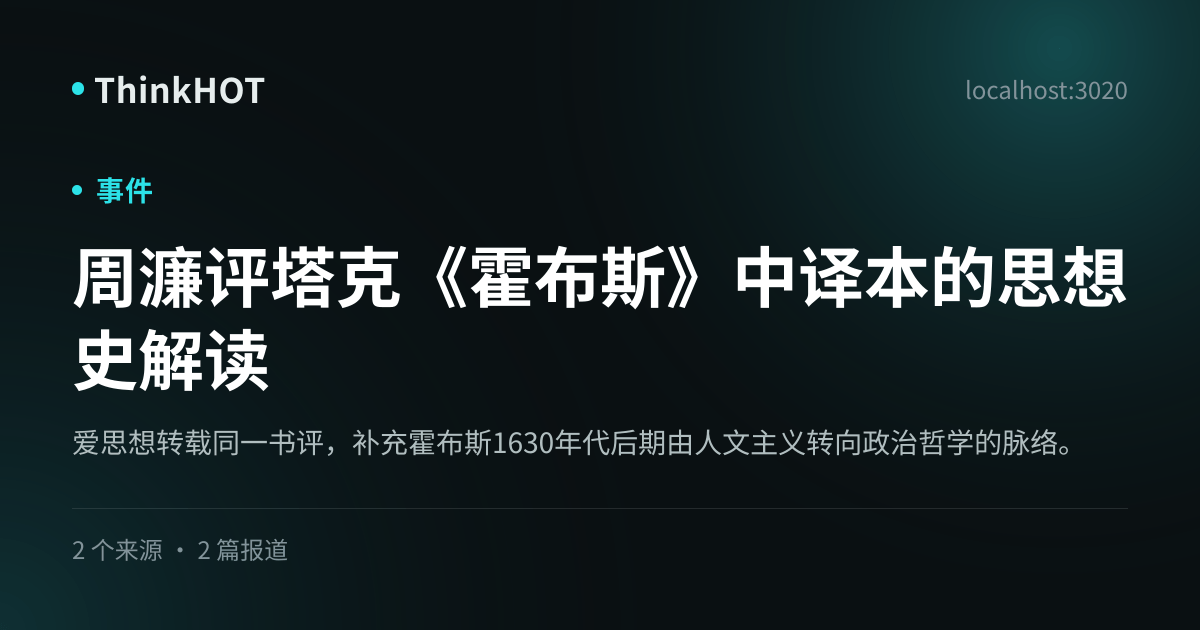 ThinkHOT
localhost:3020
事件
周濂评塔克《霍布斯》中译本的思想
史解读
爱思想转载同一书评，补充霍布斯1630年代后期由人文主义转向政治哲学的脉络。
2 个来源 · 2 篇报道